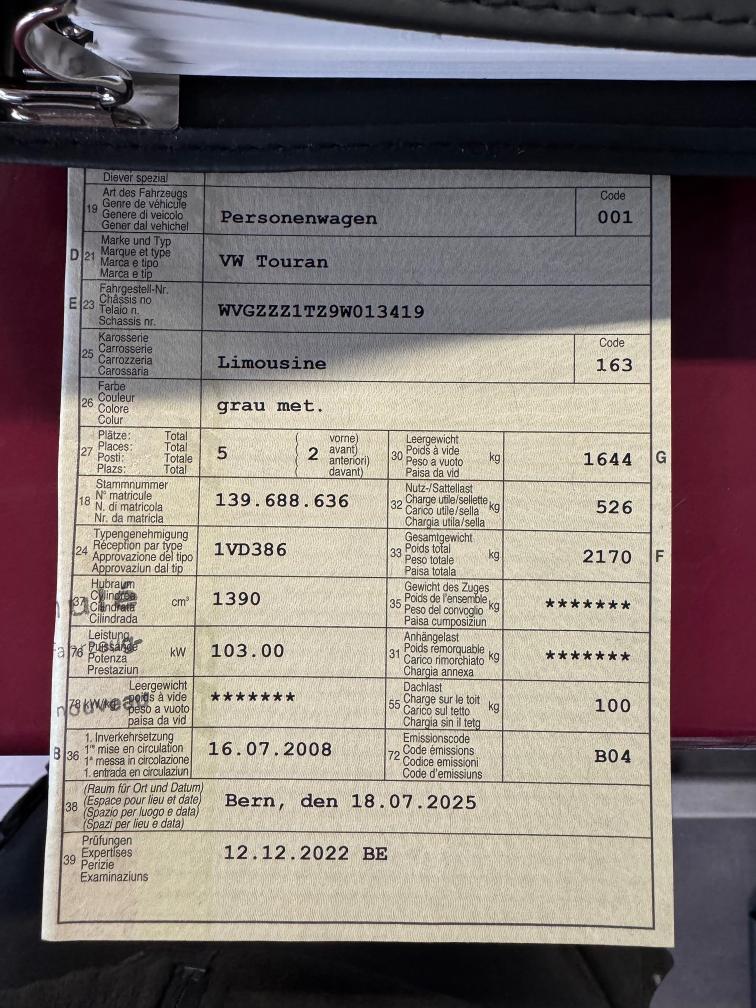 Diever spezial
19 Art des Fahrzeugs
Genre de véhicule
Genere di veicolo
Gener dal vehichel
Personenwagen
Code
001
D 21 Marke und Typ
Marque et type
Marca e tipo
Marca e tip
VW Touran
E 23 Fahrgestell-Nr.
Châssis no
Telaio n.
Schassis nr.
WVGZZZ1TZ9W013419
25 Karosserie
Carrosserie
Carrozzeria
Carossaria
Limousine
Code
163
26 Farbe
Couleur
Colore
Colur
grau met.
27 Plätze: Total
Places: Total
Posti: Totale
Plazs: Total
5 ( 2 vorne)
avant)
anteriori)
davant)
30 Leergewicht
Poids à vide
Peso a vuoto
Paisa da vid
kg
1644 G
18 Stammnummer
N° matricule
N. di matricola
Nr. da matricla
139.688.636
32 Nutz-/Sattellast
Charge utile/sellette
Carico utile/sella
Chargia utila/sella
kg
526
24 Typengenehmigung
Réception par type
Approvazione del tipo
Approvaziun dal tip
1VD386
33 Gesamtgewicht
Poids total
Peso totale
Paisa totala
kg
2170 F
37 Hubraum
Cylindrée
Cilindrata
Cilindrada
cm³
1390
35 Gewicht des Zuges
Poids de l'ensemble
Peso del convoglio
Paisa cumposiziun
kg
*******
76 Leistung
Puissance
Potenza
Prestaziun
kW
103.00
31 Anhängelast
Poids remorquable
Carico rimorchiato
Chargia annexa
kg
*******
78 kW/kg Leergewicht
poids à vide
peso a vuoto
paisa da vid
*******
nouveau
55 Dachlast
Charge sur le toit
Carico sul tetto
Chargia sin il tetg
kg
100
B 36 1. Inverkehrsetzung
1re mise en circulation
1a messa in circolazione
1. entrada en circulaziun
16.07.2008
72 Emissionscode
Code émissions
Codice emissioni
Code d'emissiuns
B04
38 (Raum für Ort und Datum)
(Espace pour lieu et date)
(Spazio per luogo e data)
(Spazi per lieu e data)
Bern, den 18.07.2025
39 Prüfungen
Expertises
Perizie
Examinaziuns
12.12.2022 BE